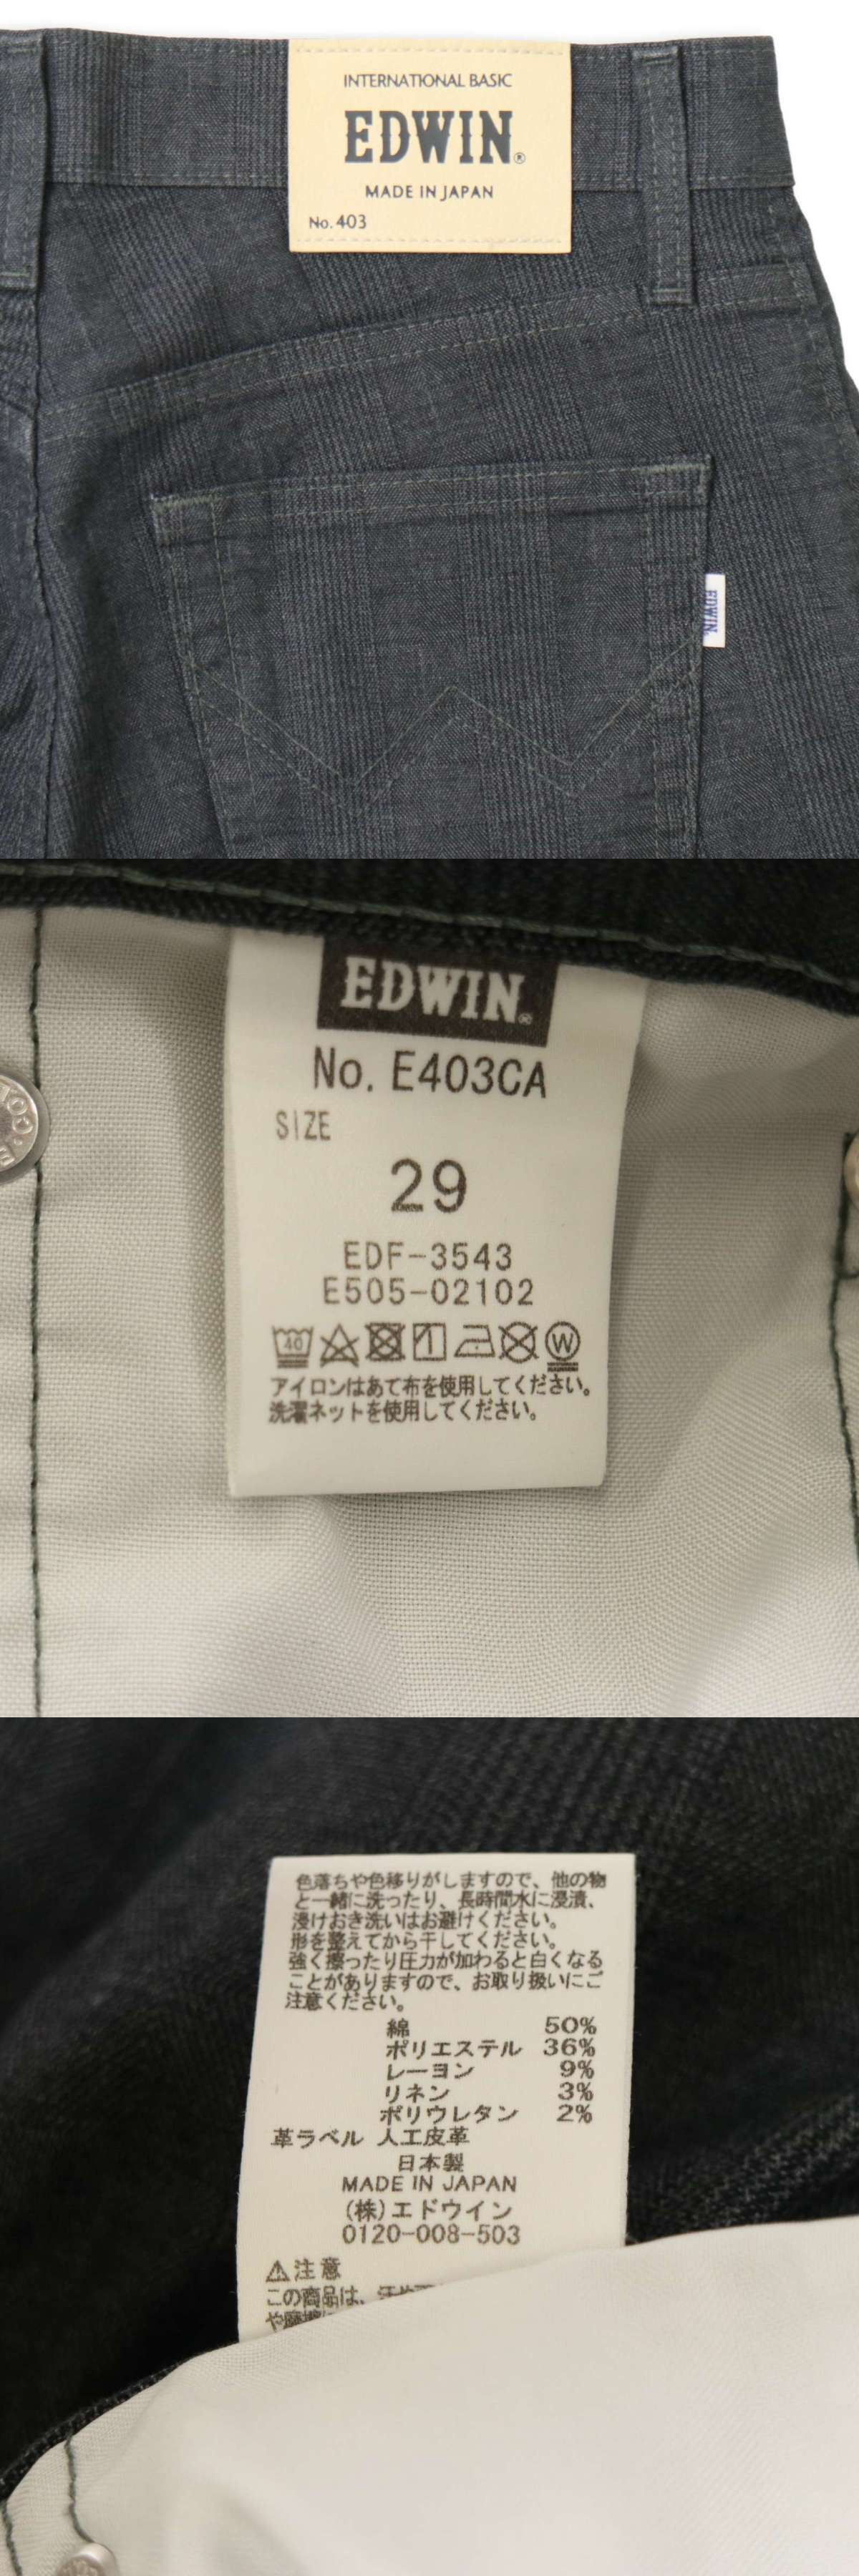 INTERNATIONAL BASIC
EDWIN®
MADE IN JAPAN
No. 403
EDWIN
EDWIN®
No. E403CA
SIZE
29
EDF-3543
E505-02102
40
W
アイロンはあて布を使用してください。
洗濯ネットを使用してください。
色落ちや色移りがしますので、他の物
と一緒に洗ったり、長時間水に浸漬、
浸けおき洗いはお避けください。
形を整えてから干してください。
強く擦ったり圧力が加わると白くなる
ことがありますので、お取り扱いにご
注意ください。
綿 50%
ポリエステル 36%
レーヨン 9%
リネン 3%
ポリウレタン 2%
革ラベル 人工皮革
日本製
MADE IN JAPAN
(株)エドウイン
0120-008-503
⚠注意
この商品は、汗や
や摩擦